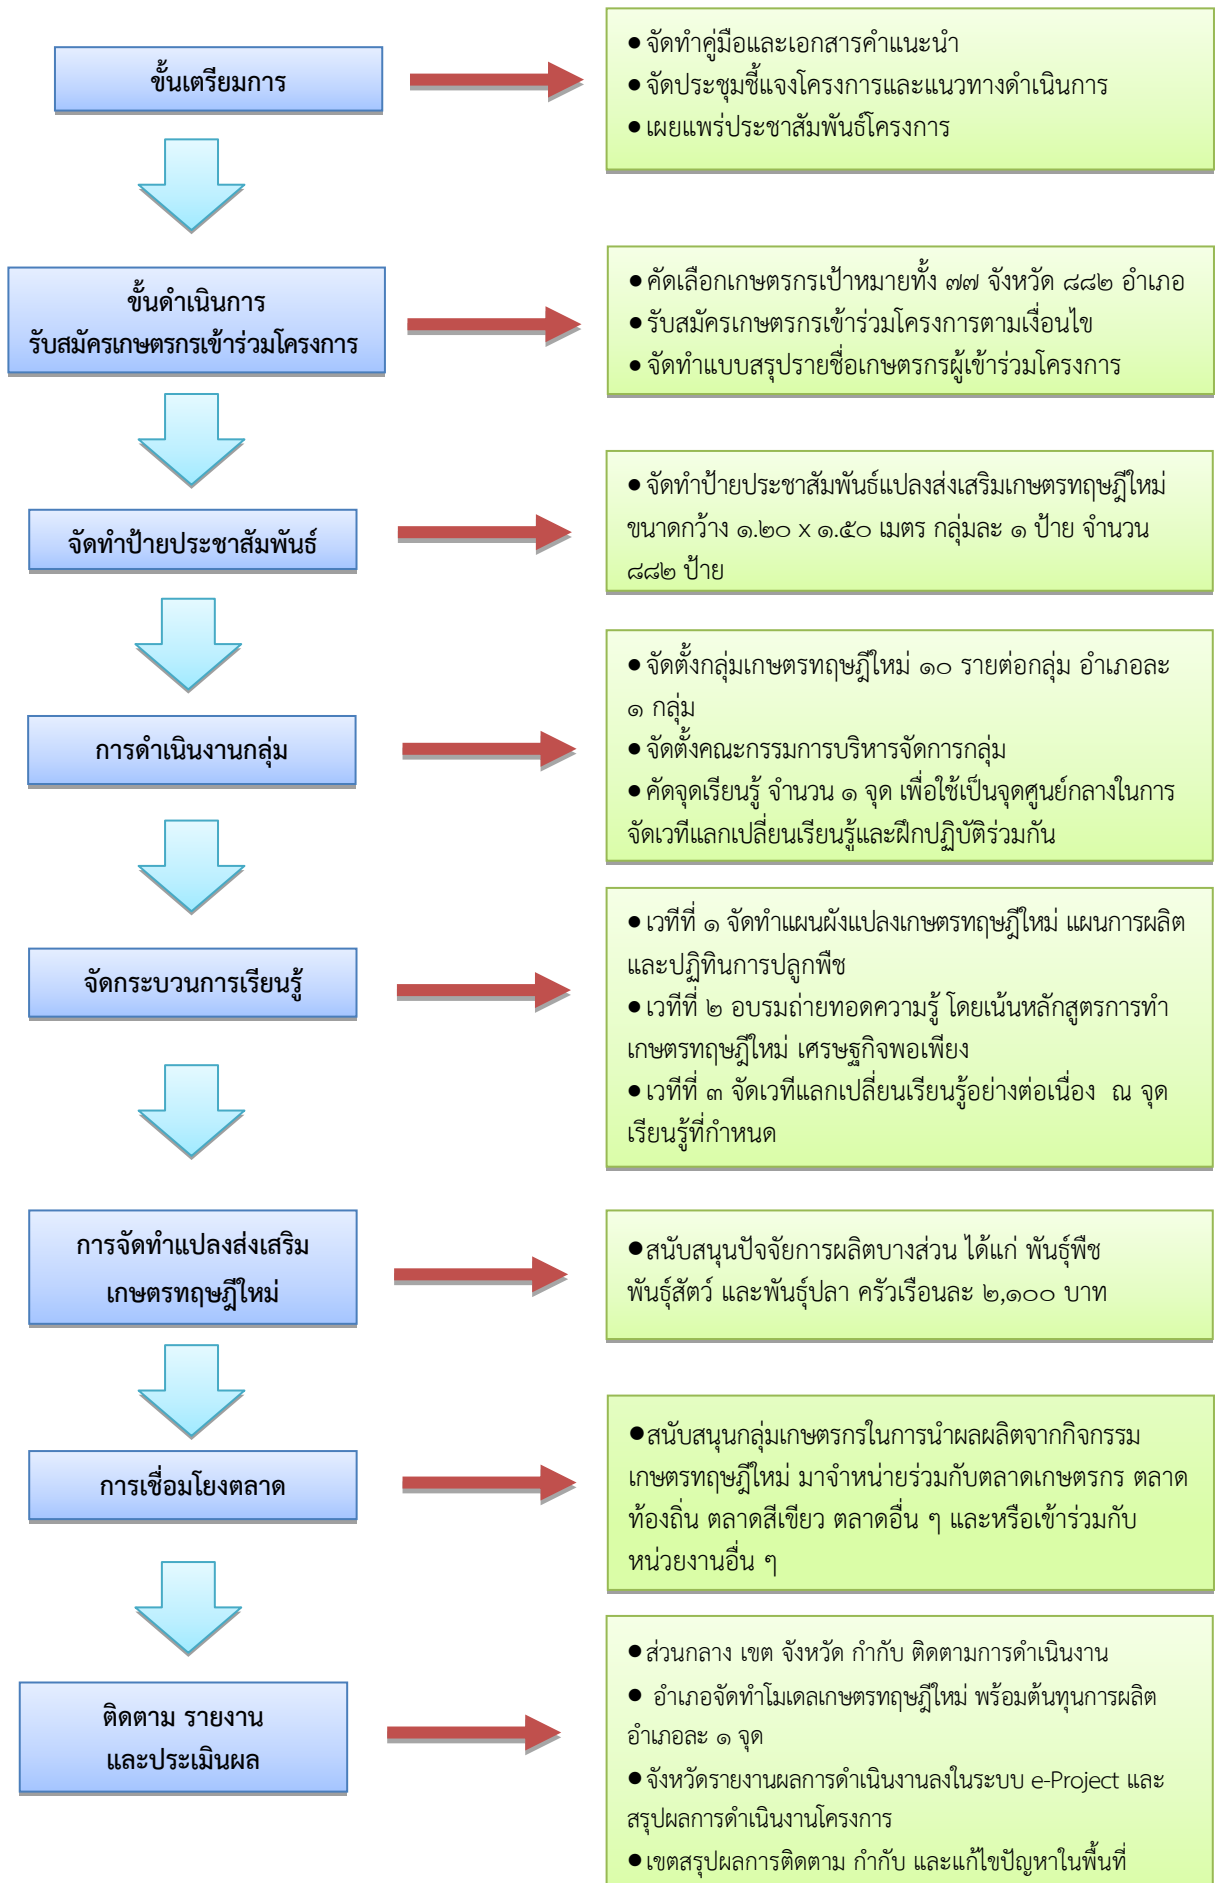 ขั้นเตรียมการ
● จัดทำคู่มือและเอกสารคำแนะนำ
● จัดประชุมชี้แจงโครงการและแนวทางดำเนินการ
● เผยแพร่ประชาสัมพันธ์โครงการ
ขั้นดำเนินการ
รับสมัครเกษตรกรเข้าร่วมโครงการ
● คัดเลือกเกษตรกรเป้าหมายทั้ง ๗๗ จังหวัด ๘๘๒ อำเภอ
● รับสมัครเกษตรกรเข้าร่วมโครงการตามเงื่อนไข
● จัดทำแบบสรุปรายชื่อเกษตรกรผู้เข้าร่วมโครงการ
จัดทำป้ายประชาสัมพันธ์
● จัดทำป้ายประชาสัมพันธ์แปลงส่งเสริมเกษตรทฤษฎีใหม่
ขนาดกว้าง ๑.๒๐ x ๑.๕๐ เมตร กลุ่มละ ๑ ป้าย จำนวน
๘๘๒ ป้าย
การดำเนินงานกลุ่ม
● จัดตั้งกลุ่มเกษตรทฤษฎีใหม่ ๑๐ รายต่อกลุ่ม อำเภอละ
๑ กลุ่ม
● จัดตั้งคณะกรรมการบริหารจัดการกลุ่ม
● คัดจุดเรียนรู้ จำนวน ๑ จุด เพื่อใช้เป็นจุดศูนย์กลางในการ
จัดเวทีแลกเปลี่ยนเรียนรู้และฝึกปฏิบัติร่วมกัน
จัดกระบวนการเรียนรู้
● เวทีที่ ๑ จัดทำแผนผังแปลงเกษตรทฤษฎีใหม่ แผนการผลิต
และปฏิทินการปลูกพืช
● เวทีที่ ๒ อบรมถ่ายทอดความรู้ โดยเน้นหลักสูตรการทำ
เกษตรทฤษฎีใหม่ เศรษฐกิจพอเพียง
● เวทีที่ ๓ จัดเวทีแลกเปลี่ยนเรียนรู้อย่างต่อเนื่อง ณ จุด
เรียนรู้ที่กำหนด
การจัดทำแปลงส่งเสริม
เกษตรทฤษฎีใหม่
● สนับสนุนปัจจัยการผลิตบางส่วน ได้แก่ พันธุ์พืช
พันธุ์สัตว์ และพันธุ์ปลา ครัวเรือนละ ๒,๑๐๐ บาท
การเชื่อมโยงตลาด
● สนับสนุนกลุ่มเกษตรกรในการนำผลผลิตจากกิจกรรม
เกษตรทฤษฎีใหม่ มาจำหน่ายร่วมกับตลาดเกษตรกร ตลาด
ท้องถิ่น ตลาดสีเขียว ตลาดอื่น ๆ และหรือเข้าร่วมกับ
หน่วยงานอื่น ๆ
ติดตาม รายงาน
และประเมินผล
● ส่วนกลาง เขต จังหวัด กำกับ ติดตามการดำเนินงาน
● อำเภอจัดทำโมเดลเกษตรทฤษฎีใหม่ พร้อมต้นทุนการผลิต
อำเภอละ ๑ จุด
● จังหวัดรายงานผลการดำเนินงานลงในระบบ e-Project และ
สรุปผลการดำเนินงานโครงการ
● เขตสรุปผลการติดตาม กำกับ และแก้ไขปัญหาในพื้นที่